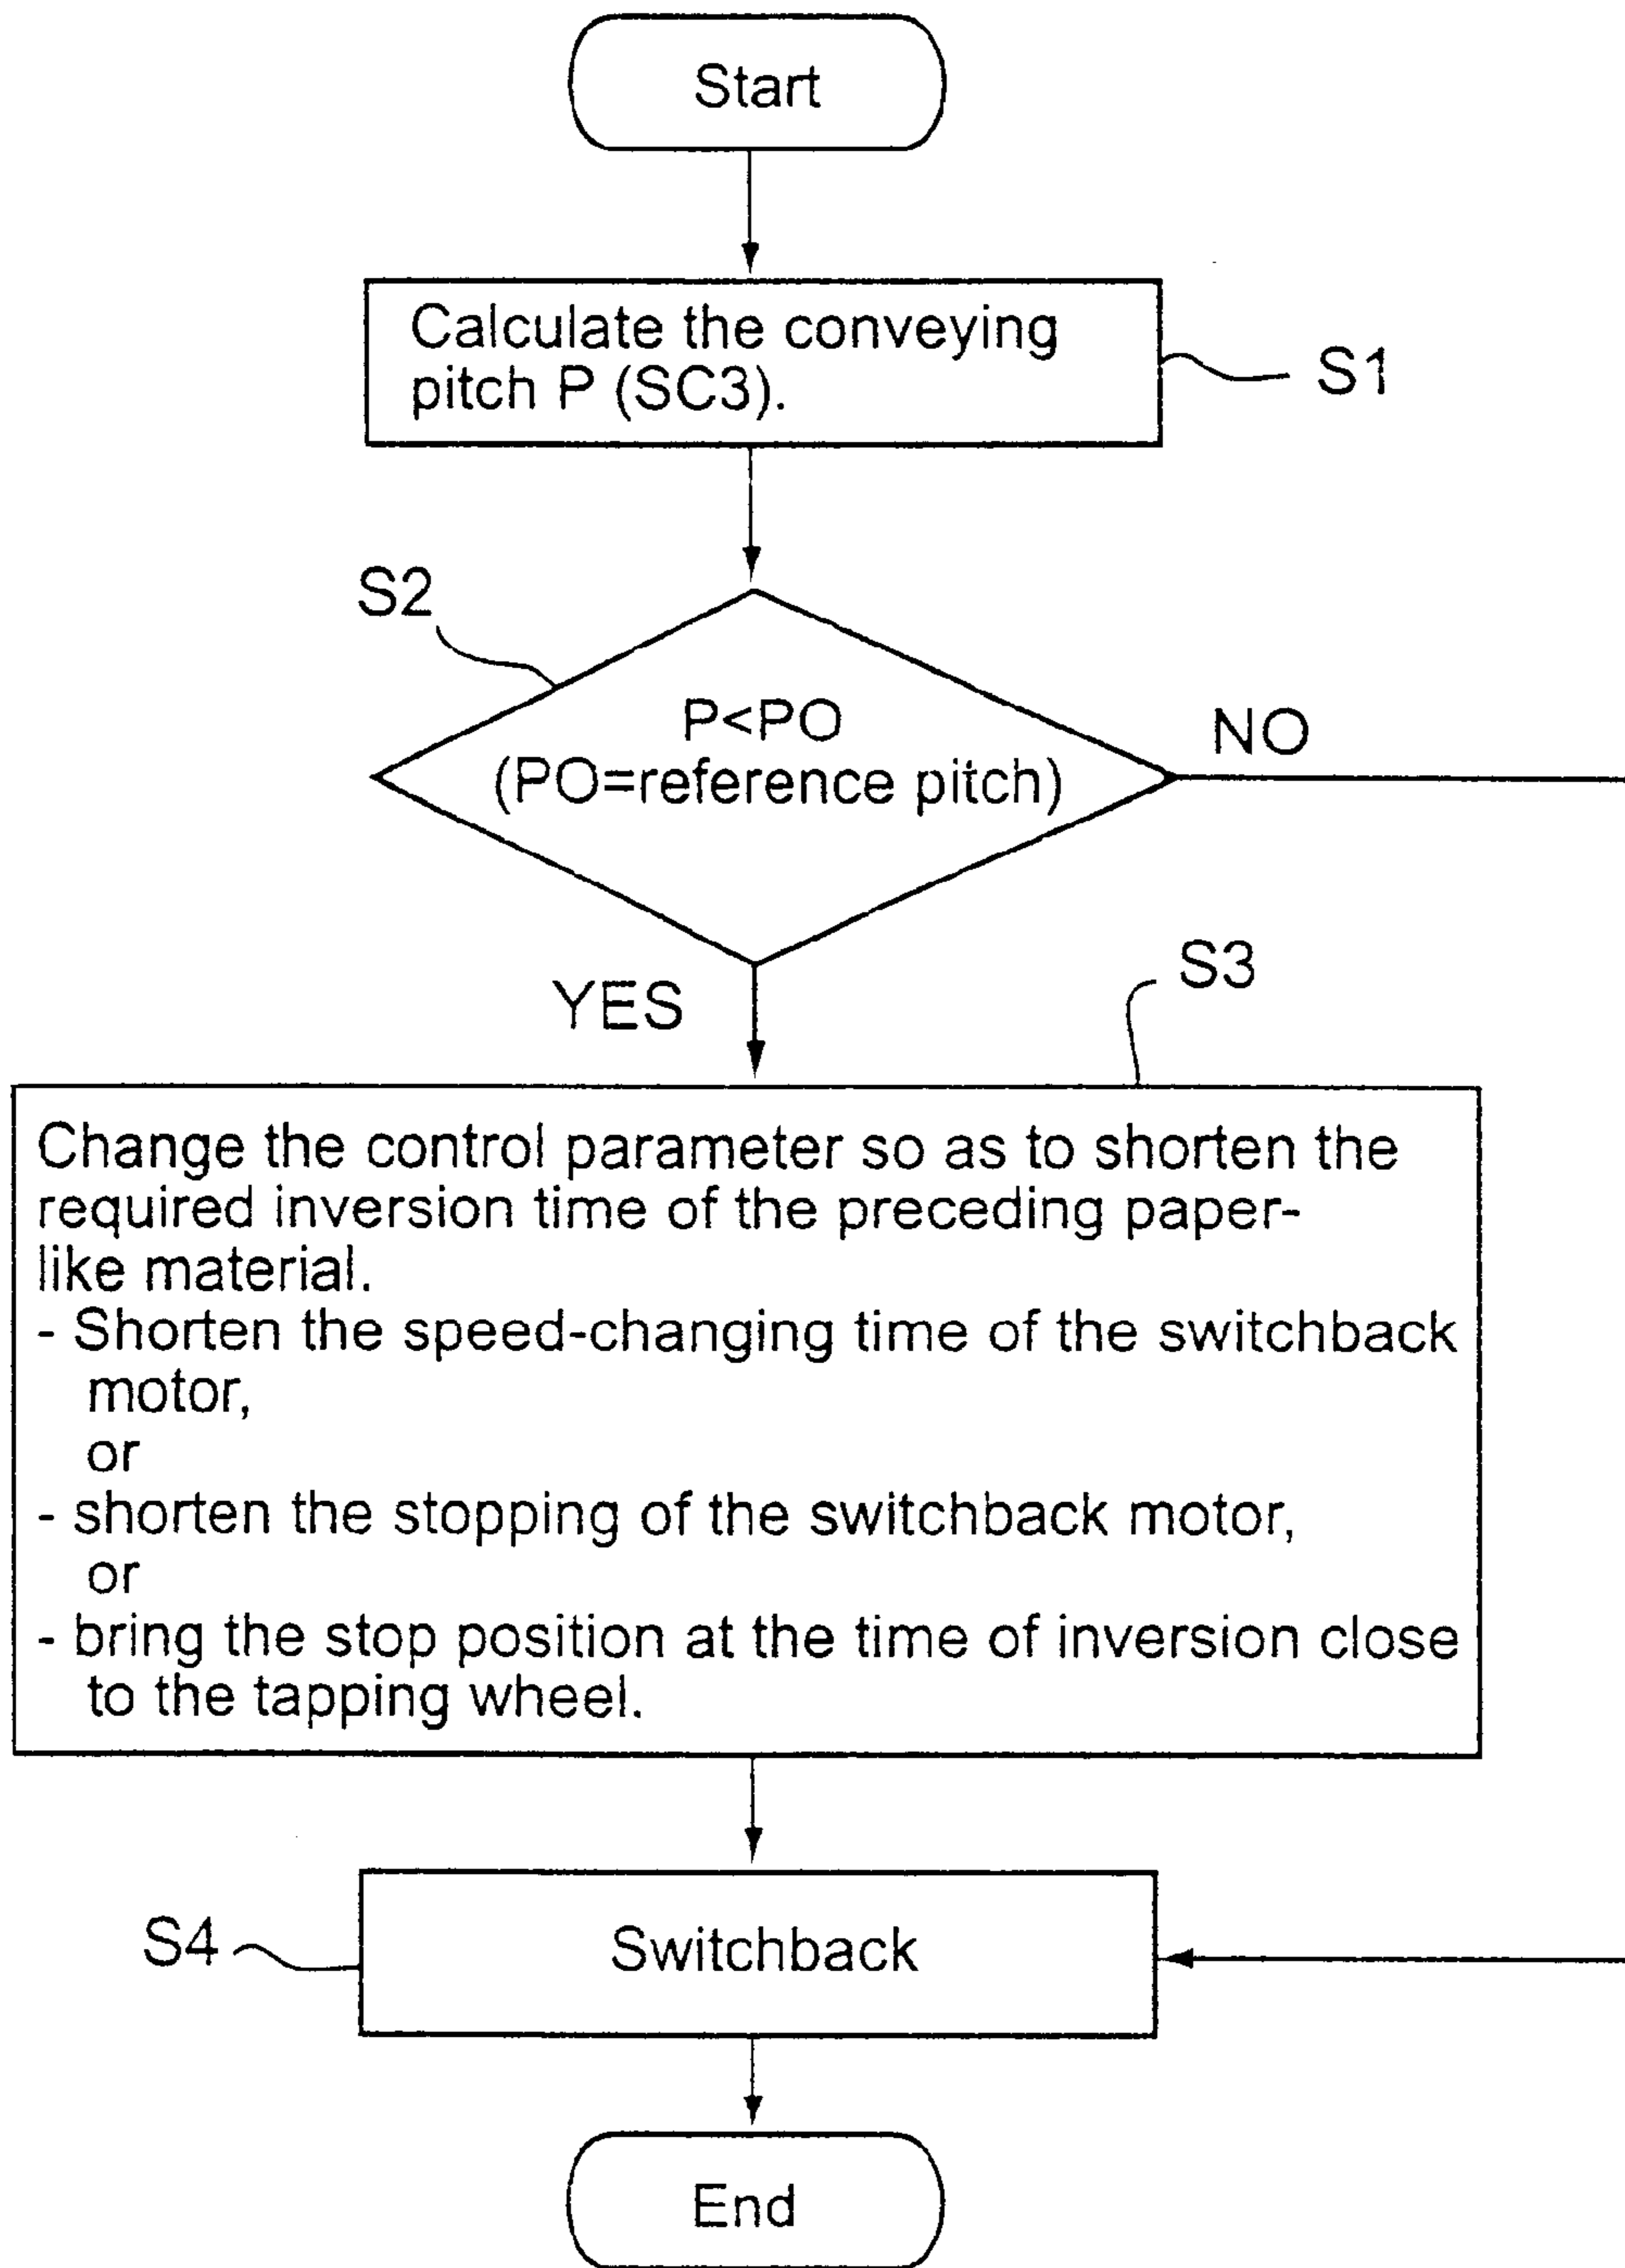 Start
Calculate the conveying
pitch P (SC3).
S1
S2
P<PO
(PO=reference pitch)
NO
YES
S3
Change the control parameter so as to shorten the
required inversion time of the preceding paper-
like material.
- Shorten the speed-changing time of the switchback
motor,
or
- shorten the stopping of the switchback motor,
or
- bring the stop position at the time of inversion close
to the tapping wheel.
S4
Switchback
End